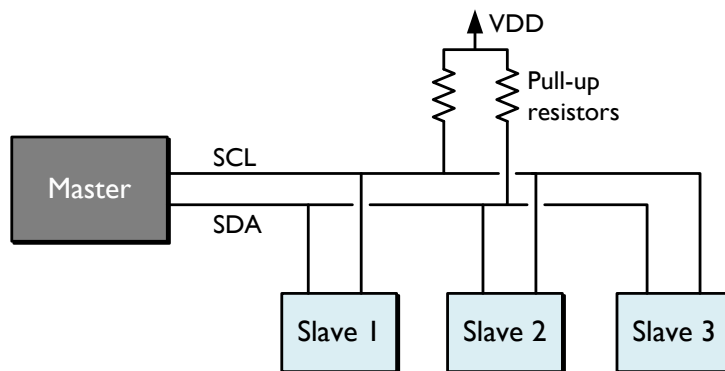 VDD
Pull-up
resistors
SCL
Master
SDA
Slave 1
Slave 2
Slave 3